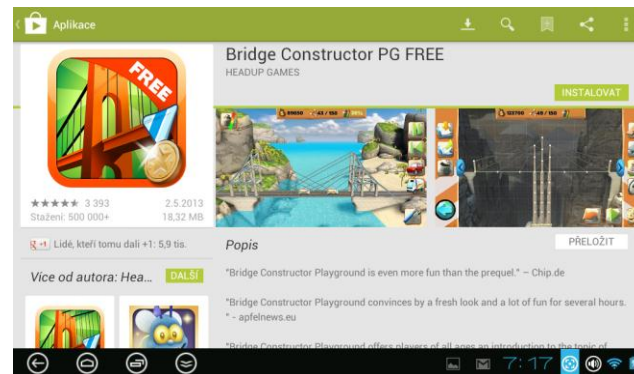 Aplikace
Bridge Constructor PG FREE
HEADUP GAMES
INSTALOVAT
FREE
3 393
2.5.2013
Stažení: 500 000+
18,32 MB
+1
Lidé, kteří tomu dali +1: 5,9 tis.
Popis
PŘELOŽIT
Více od autora: Hea...
DALŠÍ
"Bridge Constructor Playground is even more fun than the prequel." – Chip.de
"Bridge Constructor Playground convinces by a fresh look and a lot of fun for several hours.
" - apfelnews.eu
"Bridge Constructor Playground offers players of all ages an introduction to the topic of
7:17